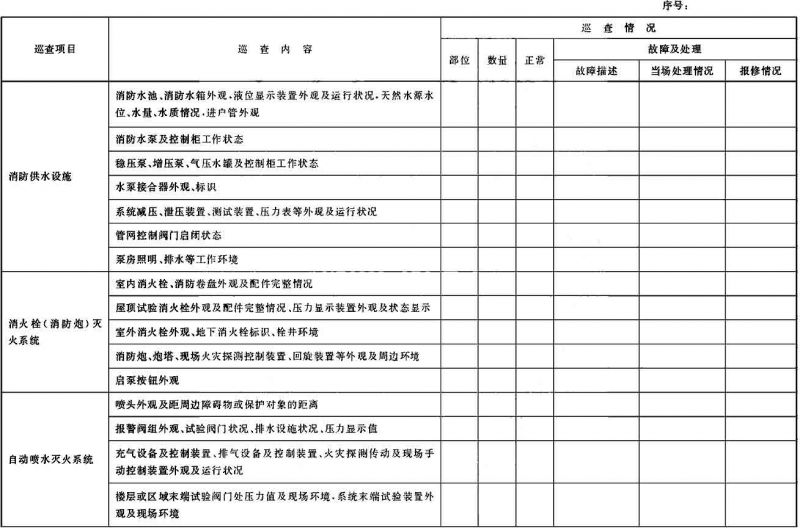 序号:
巡查项目
巡 查 内 容
巡 查 情 况
部位
数量
正常
故障及处理
故障描述
当场处理情况
报修情况
消防供水设施
消防水池、消防水箱外观,液位显示装置外观及运行状况,天然水源水
位、水量、水质情况,进户管外观
消防水泵及控制柜工作状态
稳压泵、增压泵、气压水罐及控制柜工作状态
水泵接合器外观、标识
系统减压、泄压装置、测试装置、压力表等外观及运行状况
管网控制阀门启闭状态
泵房照明、排水等工作环境
消火栓(消防炮)灭
火系统
室内消火栓、消防卷盘外观及配件完整情况
屋顶试验消火栓外观及配件完整情况、压力显示装置外观及状态显示
室外消火栓外观、地下消火栓标识、栓井环境
消防炮、炮塔、现场火灾探测控制装置、回旋装置等外观及周边环境
启泵按钮外观
自动喷水灭火系统
喷头外观及距周边障碍物或保护对象的距离
报警阀组外观、试验阀门状况、排水设施状况、压力显示值
充气设备及控制装置、排气设备及控制装置、火灾探测传动及现场手
动控制装置外观及运行状况
楼层或区域末端试验阀门处压力值及现场环境,系统末端试验装置外
观及现场环境